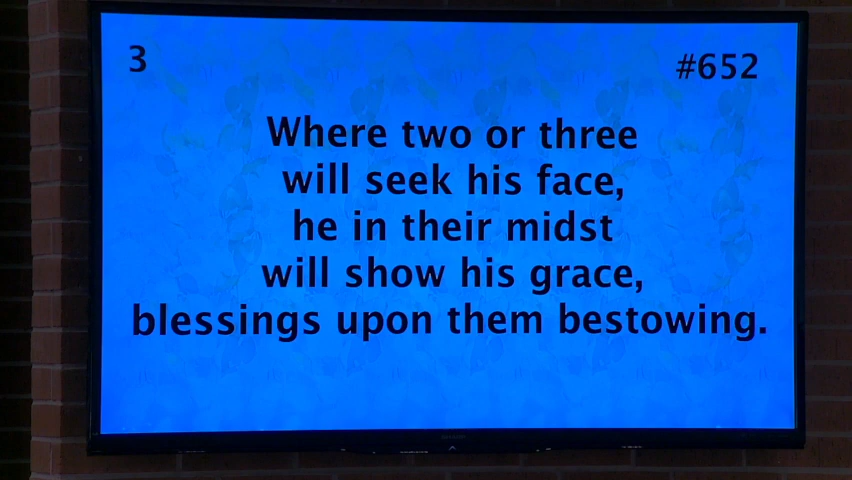 3
#652
Where two or three
will seek his face,
he in their midst
will show his grace,
blessings upon them bestowing.